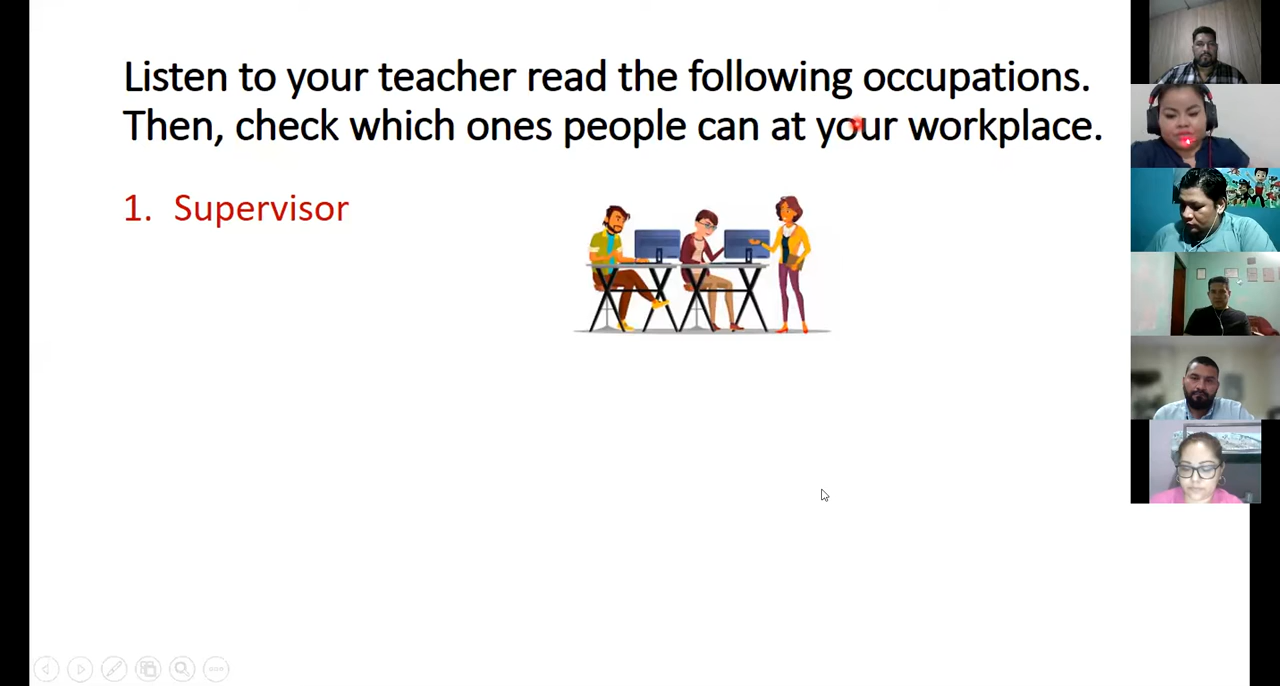 Listen to your teacher read the following occupations.
Then, check which ones people can at your workplace.
1. Supervisor